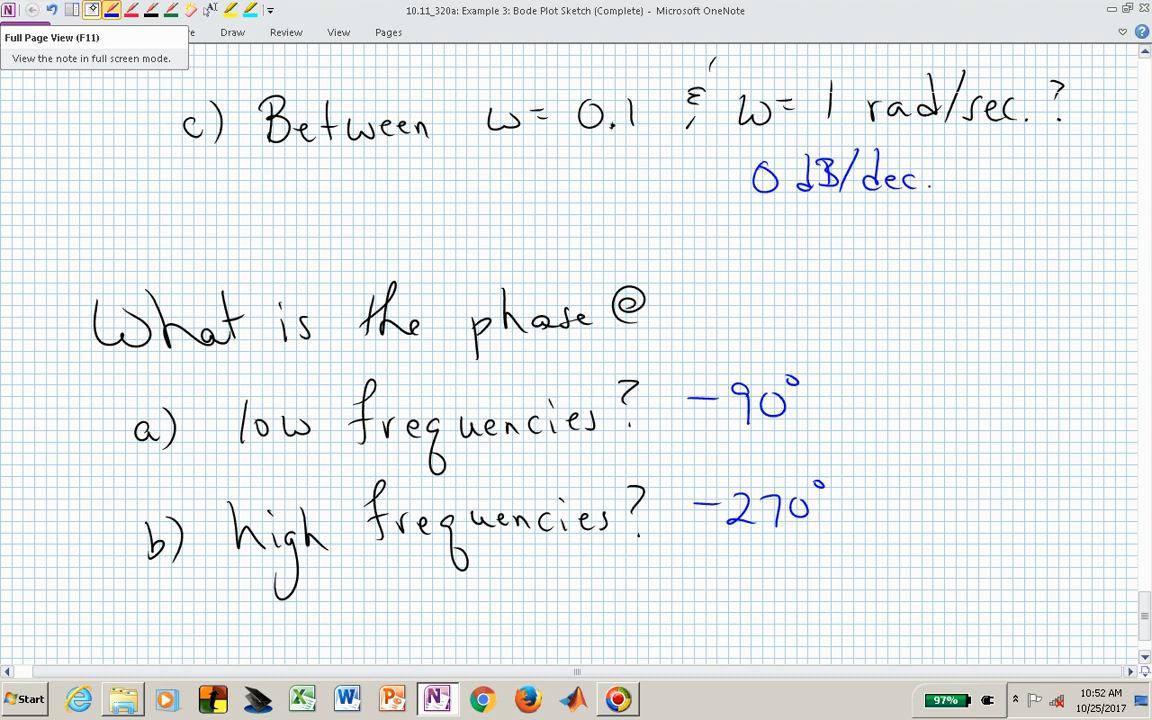 10.11_320a: Example 3: Bode Plot Sketch (Complete) - Microsoft OneNote
Full Page View (F11)
View the note in full screen mode.
Draw Review View Pages
c) Between w = 0.1 & w = 1 rad/sec.?
0 dB/dec.
What is the phase @
a) low frequencies? -90°
b) high frequencies? -270°
Start
97%
10:52 AM
10/25/2017